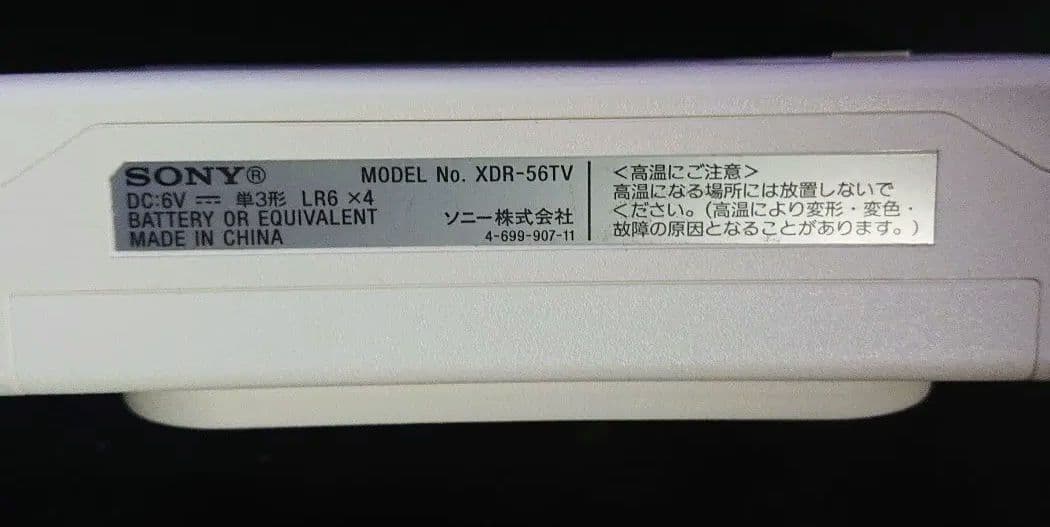 SONY® MODEL No. XDR-56TV
DC:6V ⎓ 単3形 LR6 ×4
BATTERY OR EQUIVALENT ソニー株式会社
MADE IN CHINA 4-699-907-11
<高温にご注意>
高温になる場所には放置しないで
ください。(高温により変形・変色・
故障の原因となることがあります。)